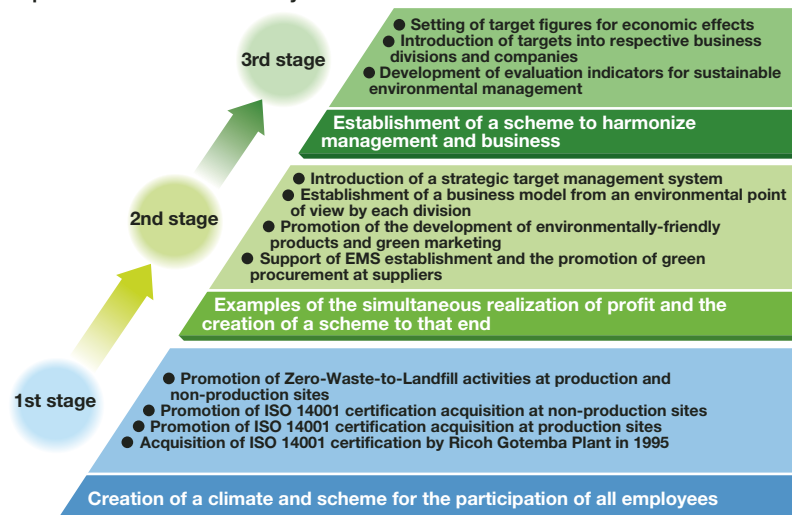 ● Setting of target figures for economic effects
● Introduction of targets into respective business
divisions and companies
● Development of evaluation indicators for sustainable
environmental management
3rd stage
Establishment of a scheme to harmonize
management and business
● Introduction of a strategic target management system
● Establishment of a business model from an environmental point
of view by each division
● Promotion of the development of environmentally-friendly
products and green marketing
● Support of EMS establishment and the promotion of green
procurement at suppliers
2nd stage
Examples of the simultaneous realization of profit and the
creation of a scheme to that end
● Promotion of Zero-Waste-to-Landfill activities at production and
non-production sites
● Promotion of ISO 14001 certification acquisition at non-production sites
● Promotion of ISO 14001 certification acquisition at production sites
● Acquisition of ISO 14001 certification by Ricoh Gotemba Plant in 1995
1st stage
Creation of a climate and scheme for the participation of all employees